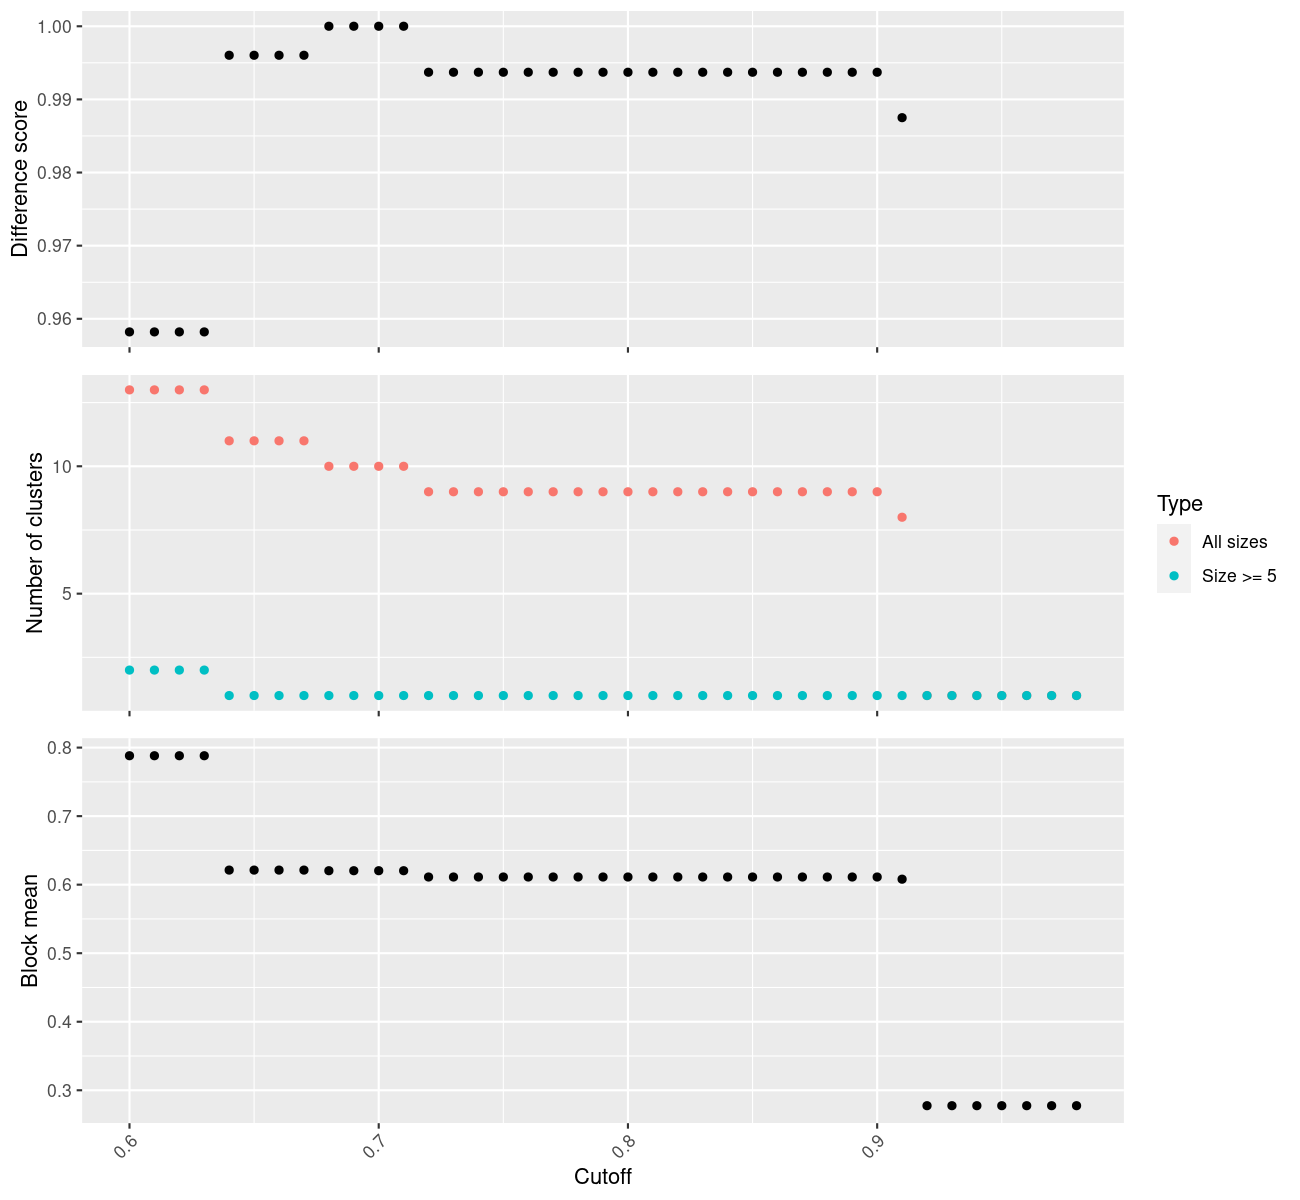 1.00
0.99
0.98
0.97
0.96
Difference score
10
5
Number of clusters
Type
All sizes
Size >= 5
0.8
0.7
0.6
0.5
0.4
0.3
Block mean
0.6 0.7 0.8 0.9
Cutoff